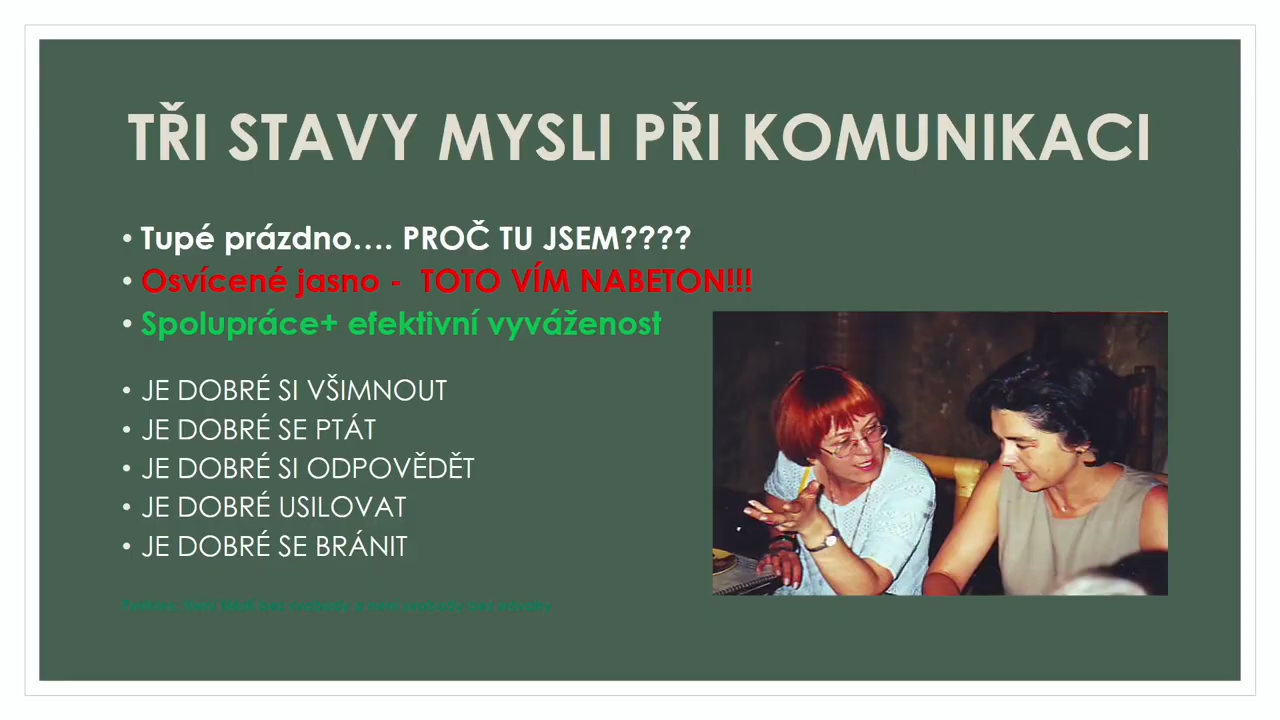 TŘI STAVY MYSLI PŘI KOMUNIKACI
• Tupé prázdno.... PROČ TU JSEM????
• Osvícené jasno - TOTO VÍM NABETON!!!
• Spolupráce+ efektivní vyváženost
• JE DOBRÉ SI VŠIMNOUT
• JE DOBRÉ SE PTÁT
• JE DOBRÉ SI ODPOVĚDĚT
• JE DOBRÉ USILOVAT
• JE DOBRÉ SE BRÁNIT